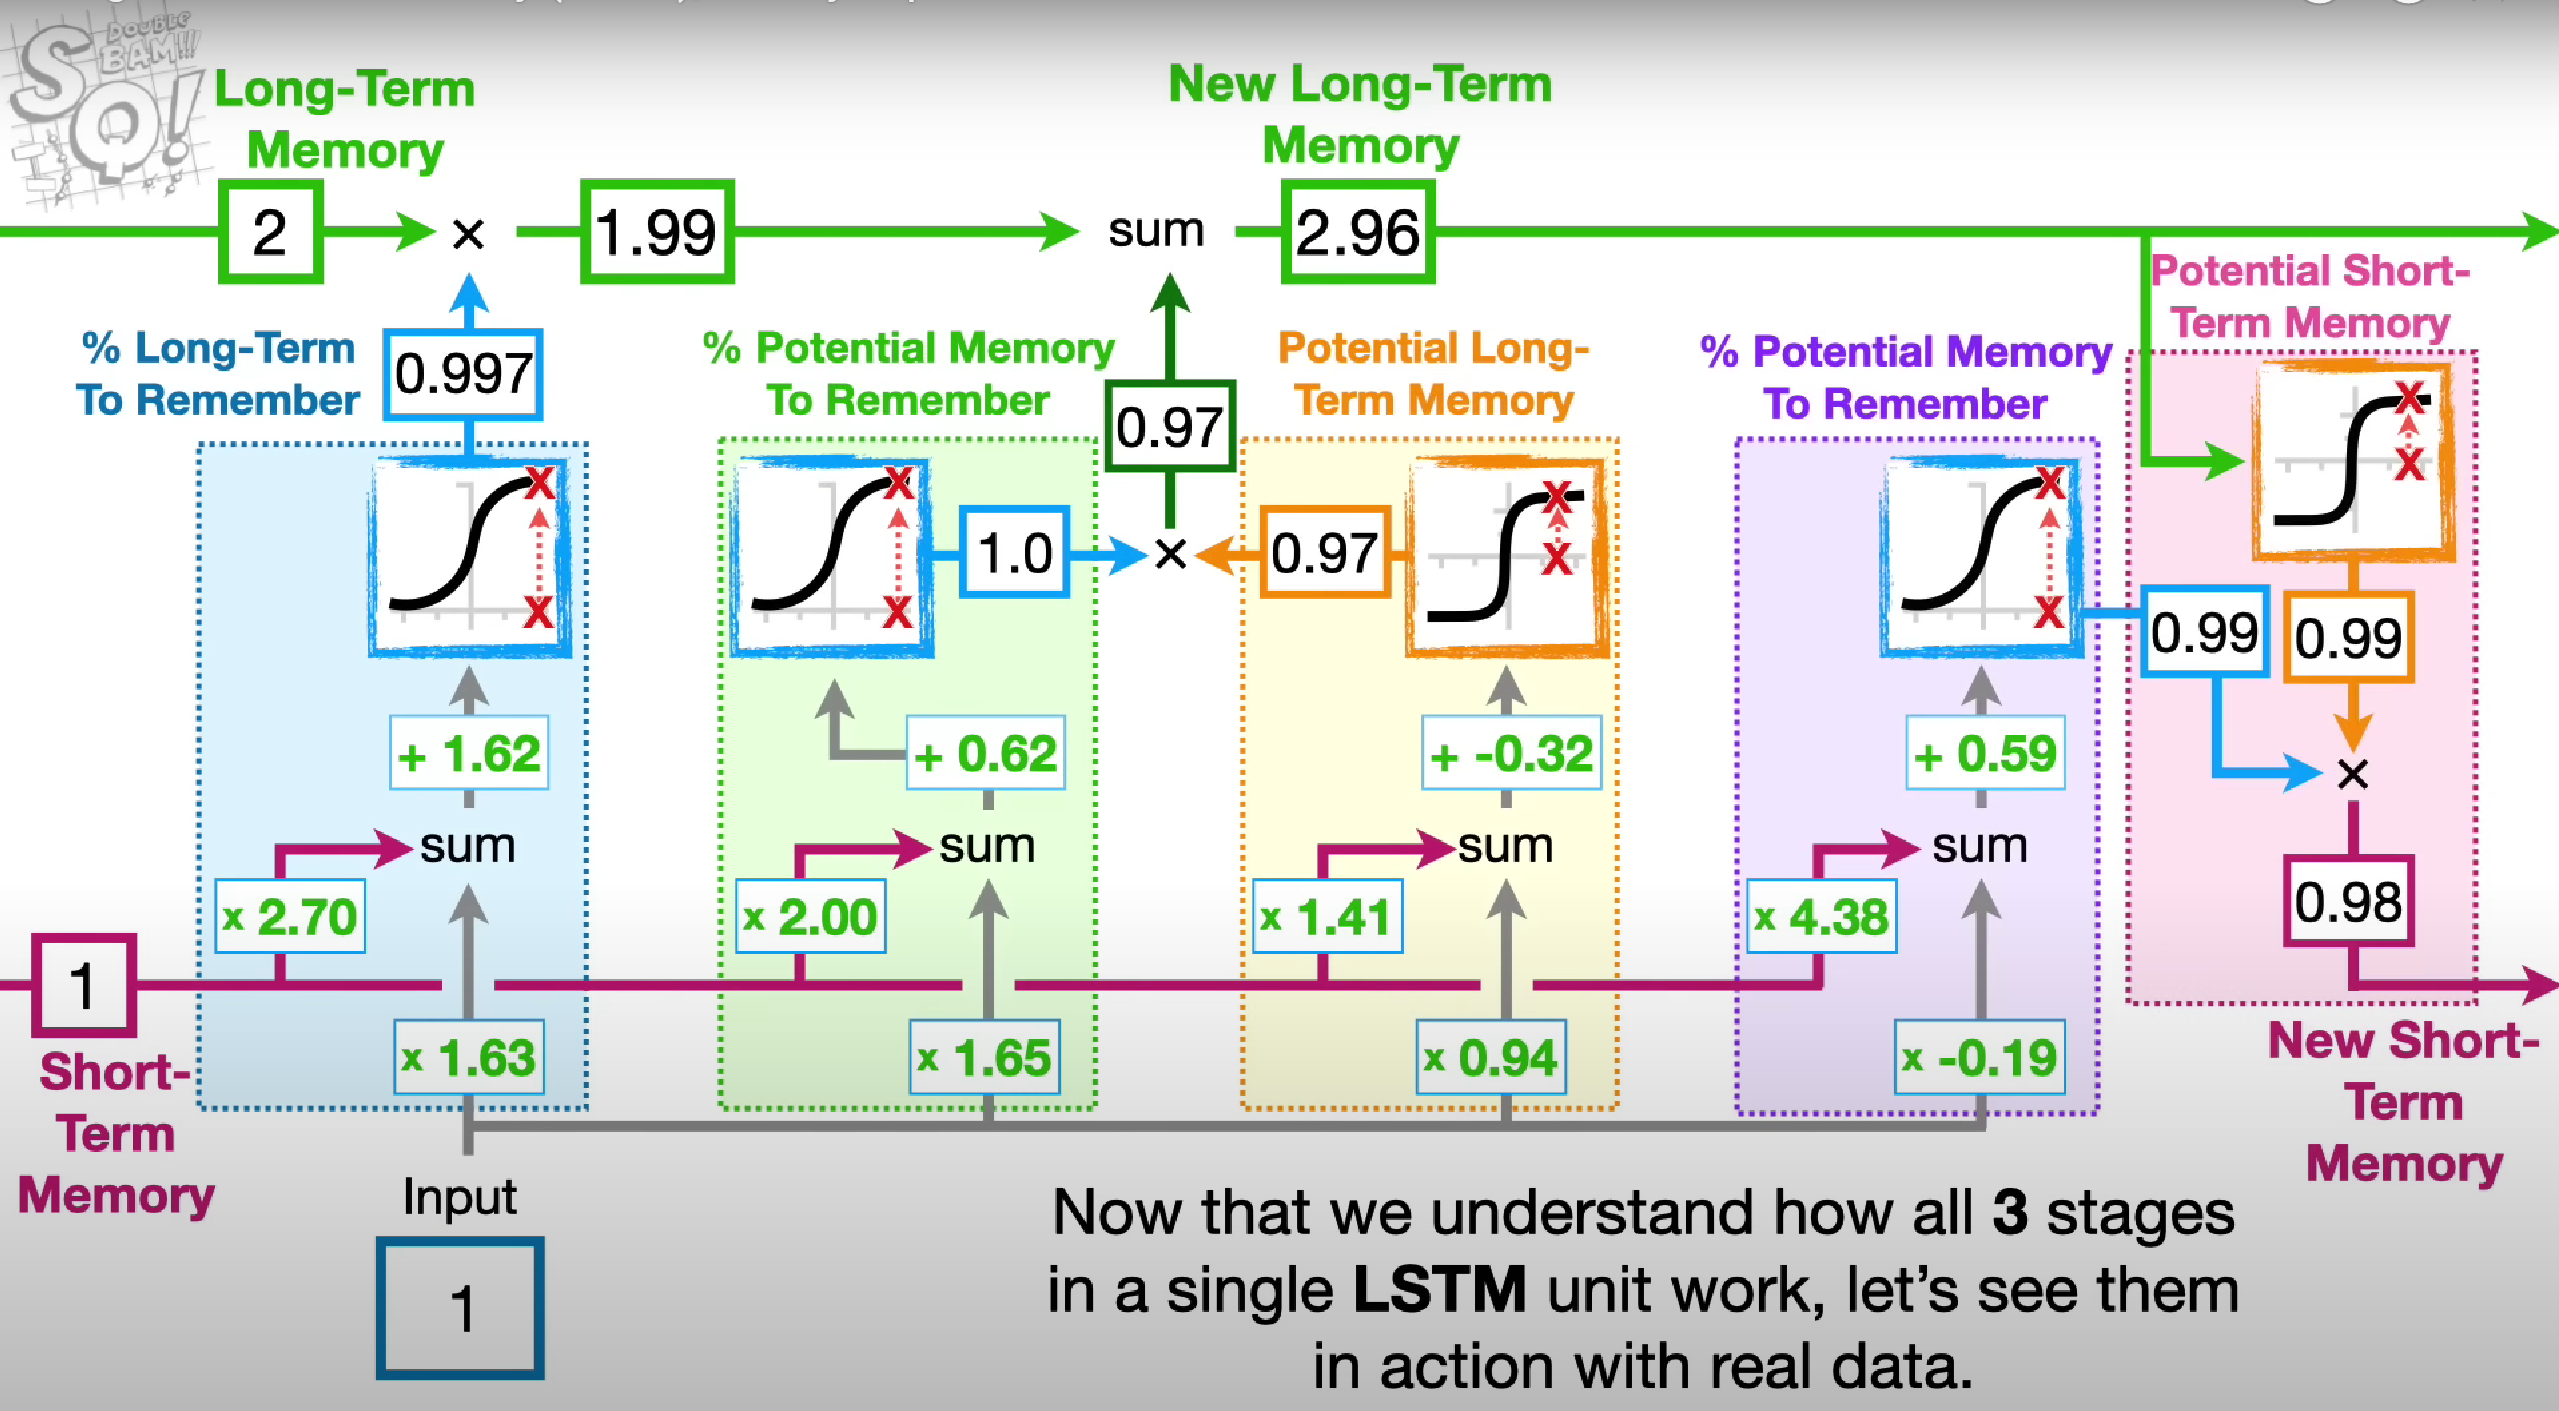 DOUBLE
BAM!!!
SQ!
Long-Term
Memory
New Long-Term
Memory
2
×
1.99
sum
2.96
Potential Short-
Term Memory
% Long-Term
To Remember
0.997
% Potential Memory
To Remember
0.97
Potential Long-
Term Memory
% Potential Memory
To Remember
X
X
X
X
X
X
X
X
X
X
1.0
×
0.97
0.99
0.99
+ 1.62
+ 0.62
+ -0.32
+ 0.59
×
sum
sum
sum
sum
x 2.70
x 2.00
x 1.41
x 4.38
0.98
1
x 1.63
x 1.65
x 0.94
x -0.19
Short-
Term
Memory
New Short-
Term
Memory
Input
1
Now that we understand how all 3 stages
in a single LSTM unit work, let's see them
in action with real data.